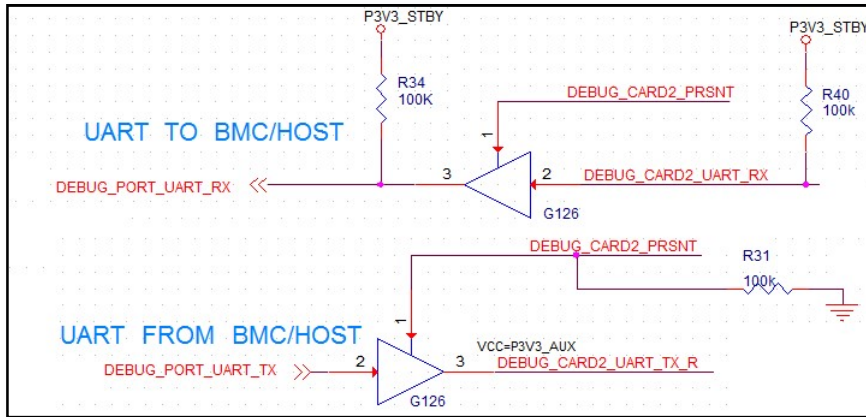 P3V3_STBY
P3V3_STBY
R34
100K
DEBUG_CARD2_PRSNT
R40
100k
UART TO BMC/HOST
1
DEBUG_PORT_UART_RX
3
2
DEBUG_CARD2_UART_RX
G126
DEBUG_CARD2_PRSNT
R31
100k
UART FROM BMC/HOST
1
VCC=P3V3_AUX
DEBUG_PORT_UART_TX
2
3
DEBUG_CARD2_UART_TX_R
G126